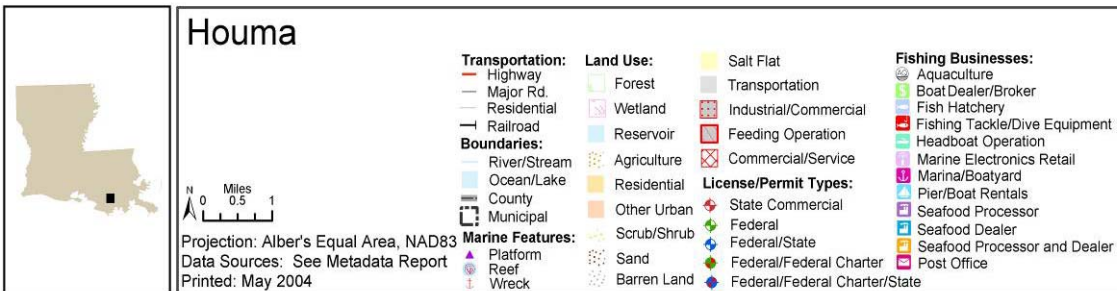 Houma
N
Miles
0 1
Projection: Alber's Equal Area, NAD83
Data Sources: See Metadata Report
Printed: May 2004
Transportation:
Highway
Major Rd.
Residential
Railroad
Boundaries:
River/Stream
Ocean/Lake
County
Municipal
Marine Features:
Platform
Reef
Wreck
Land Use:
Forest
Wetland
Reservoir
Agriculture
Residential
Other Urban
Scrub/Shrub
Sand
Barren Land
Salt Flat
Transportation
Industrial/Commercial
Feeding Operation
Commercial/Service
License/Permit Types:
State Commercial
Federal
Federal/State
Federal/Federal Charter
Federal/Federal Charter/State
Fishing Businesses:
Aquaculture
Boat Dealer/Broker
Fish Hatchery
Fishing Tackle/Dive Equipment
Headboat Operation
Marine Electronics Retail
Marina/Boatyard
Pier/Boat Rentals
Seafood Processor
Seafood Dealer
Seafood Processor and Dealer
Post Office